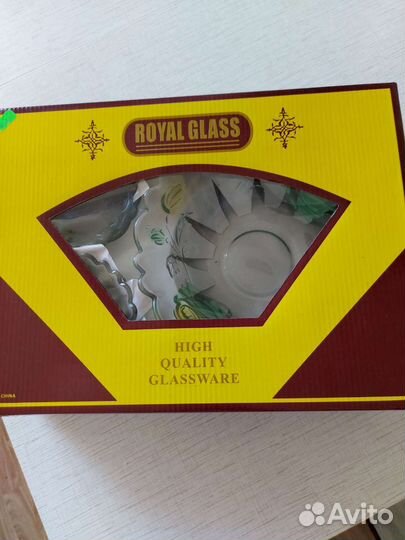 ROYAL GLASS
HIGH
QUALITY
GLASSWARE
CHINA
Avito